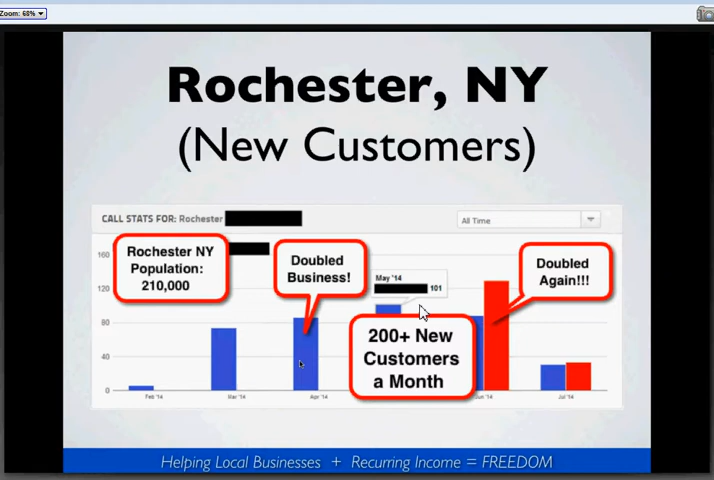 Zoom: 68%
Rochester, NY
(New Customers)
CALL STATS FOR: Rochester
All Time
160
120
80
40
0
Rochester NY
Population:
210,000
Doubled
Business!
May '14
101
Doubled
Again!!!
200+ New
Customers
a Month
Feb '14
Mar '14
Apr '14
Jun '14
Jul '14
Helping Local Businesses + Recurring Income = FREEDOM